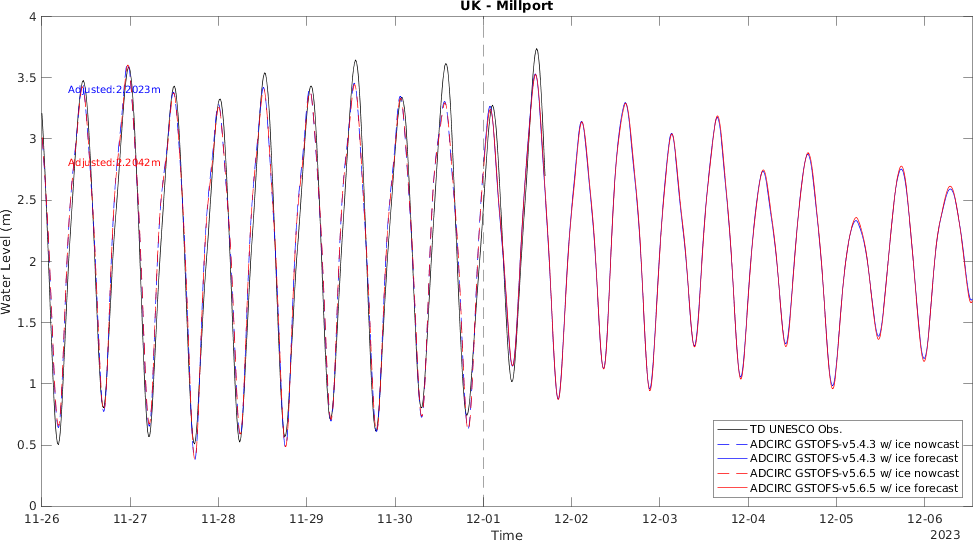 UK - Millport
4
3.5
3
2.5
2
1.5
1
0.5
0
Water Level (m)
Adjusted:2.2023m
Adjusted:2.2042m
TD UNESCO Obs.
ADCIRC GSTOFS-v5.4.3 w/ ice nowcast
ADCIRC GSTOFS-v5.4.3 w/ ice forecast
ADCIRC GSTOFS-v5.6.5 w/ ice nowcast
ADCIRC GSTOFS-v5.6.5 w/ ice forecast
11-26 11-27 11-28 11-29 11-30 12-01 12-02 12-03 12-04 12-05 12-06
Time
2023